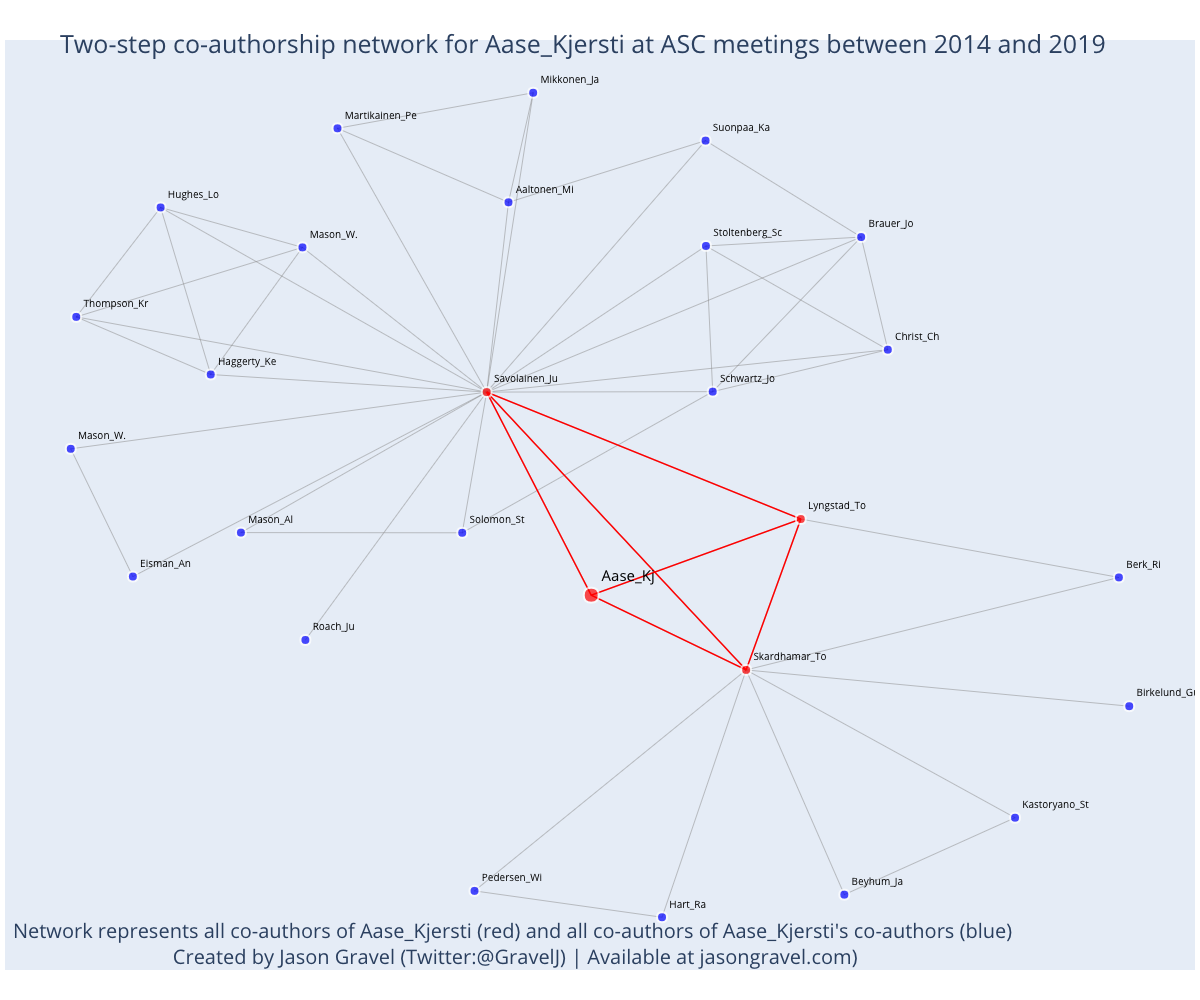 Two-step co-authorship network for Aase_Kjersti at ASC meetings between 2014 and 2019
Mikkonen_Ja
Martikainen_Pe
Suonpaa_Ka
Aaltonen_Mi
Hughes_Lo
Brauer_Jo
Stoltenberg_Sc
Mason_W.
Thompson_Kr
Christ_Ch
Haggerty_Ke
Savolainen_Ju
Schwartz_Jo
Mason_W.
Lyngstad_To
Mason_Al
Solomon_St
Eisman_An
Berk_Ri
Aase_Kj
Roach_Ju
Skardhamar_To
Birkelund_Gu
Kastoryano_St
Pedersen_Wi
Beyhum_Ja
Hart_Ra
Network represents all co-authors of Aase_Kjersti (red) and all co-authors of Aase_Kjersti's co-authors (blue)
Created by Jason Gravel (Twitter:@GravelJ) | Available at jasongravel.com)